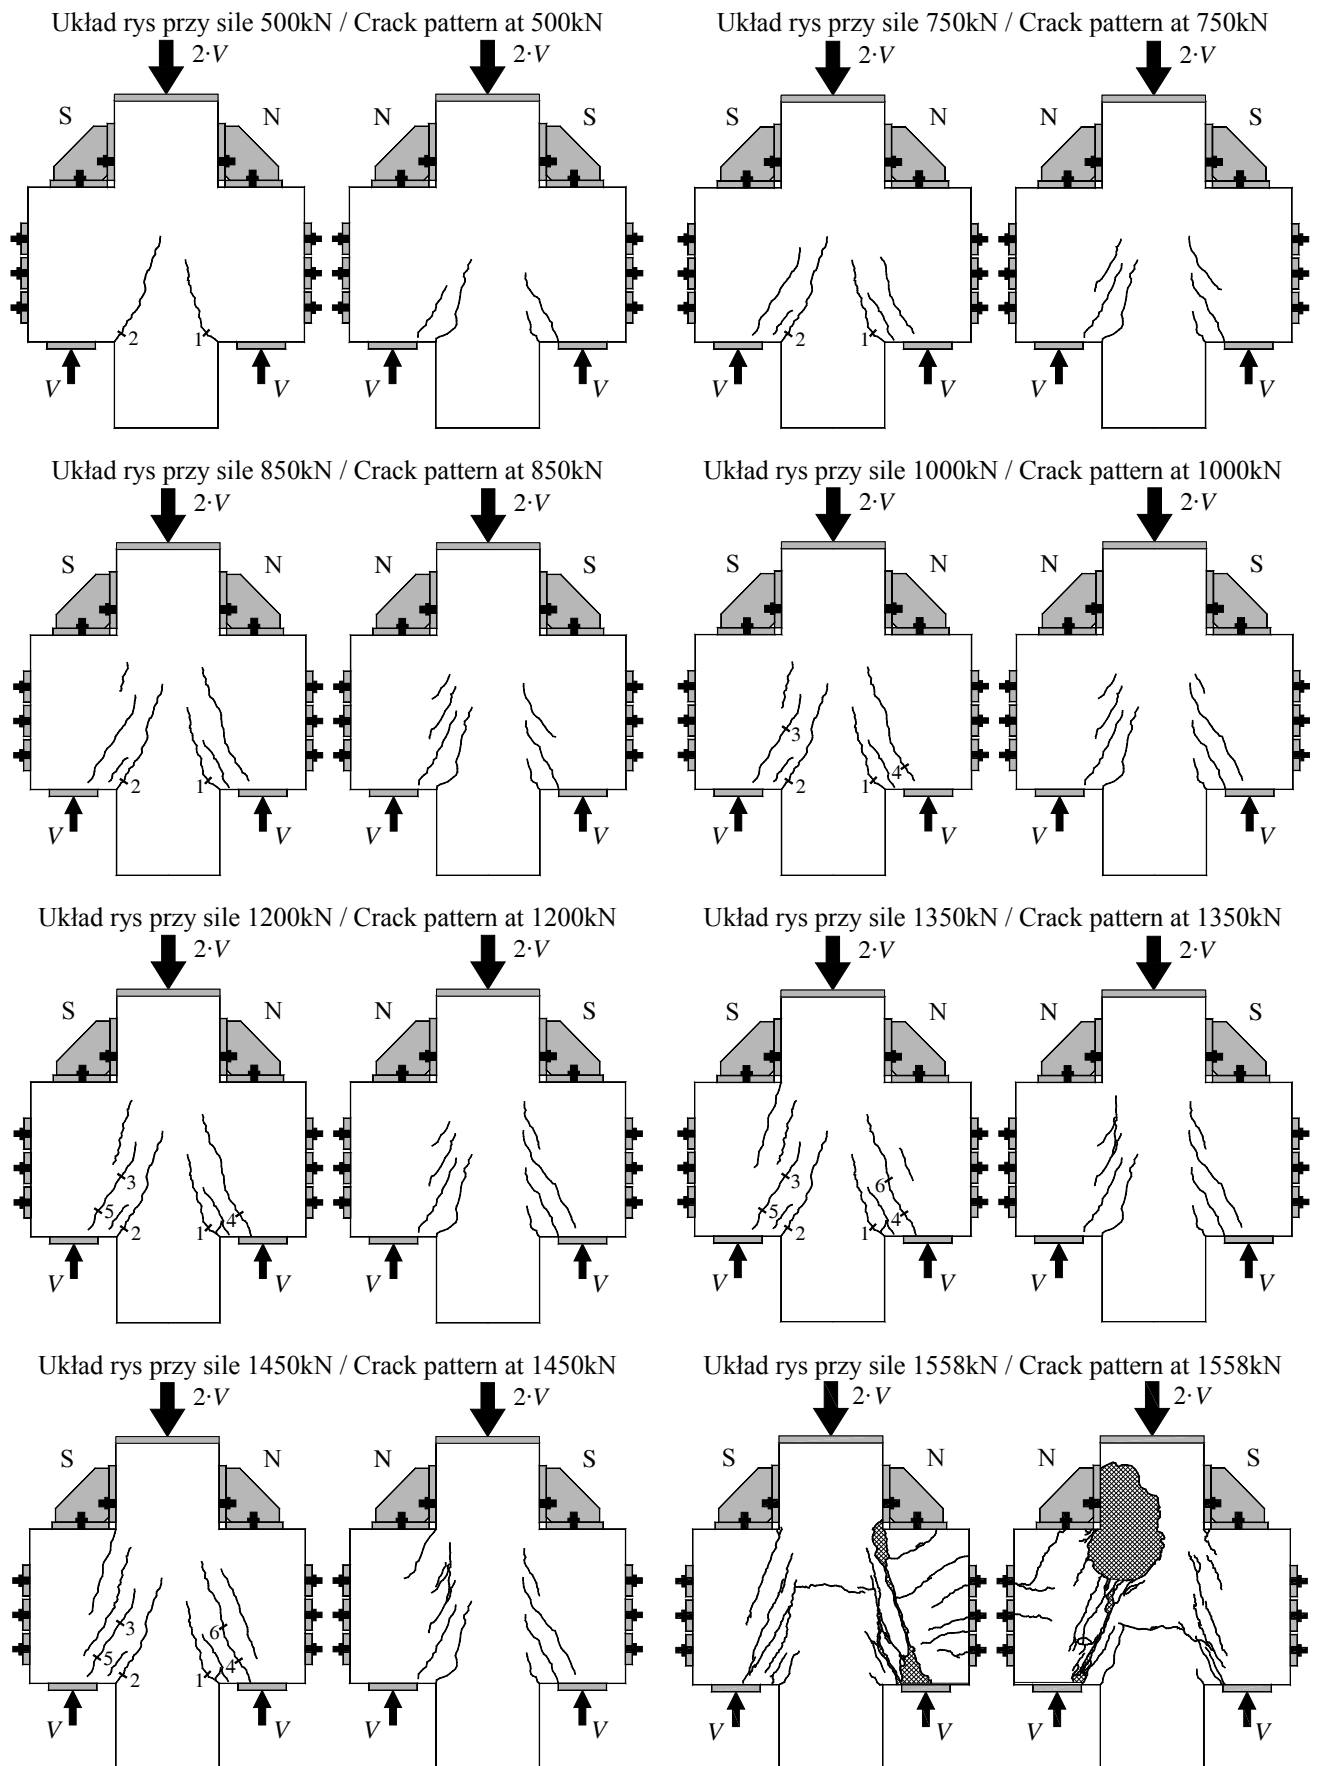 Układ rys przy sile 500kN / Crack pattern at 500kN
2·V
2·V
S
N
N
S
2
1
V
V
V
V
Układ rys przy sile 750kN / Crack pattern at 750kN
2·V
2·V
S
N
N
S
2
1
V
V
V
V
Układ rys przy sile 850kN / Crack pattern at 850kN
2·V
2·V
S
N
N
S
2
1
V
V
V
V
Układ rys przy sile 1000kN / Crack pattern at 1000kN
2·V
2·V
S
N
N
S
3
4
2
1
V
V
V
V
Układ rys przy sile 1200kN / Crack pattern at 1200kN
2·V
2·V
S
N
N
S
3
5
4
2
1
V
V
V
V
Układ rys przy sile 1350kN / Crack pattern at 1350kN
2·V
2·V
S
N
N
S
3
6
5
4
2
1
V
V
V
V
Układ rys przy sile 1450kN / Crack pattern at 1450kN
2·V
2·V
S
N
N
S
3
6
5
4
2
1
V
V
V
V
Układ rys przy sile 1558kN / Crack pattern at 1558kN
2·V
2·V
S
N
N
S
V
V
V
V